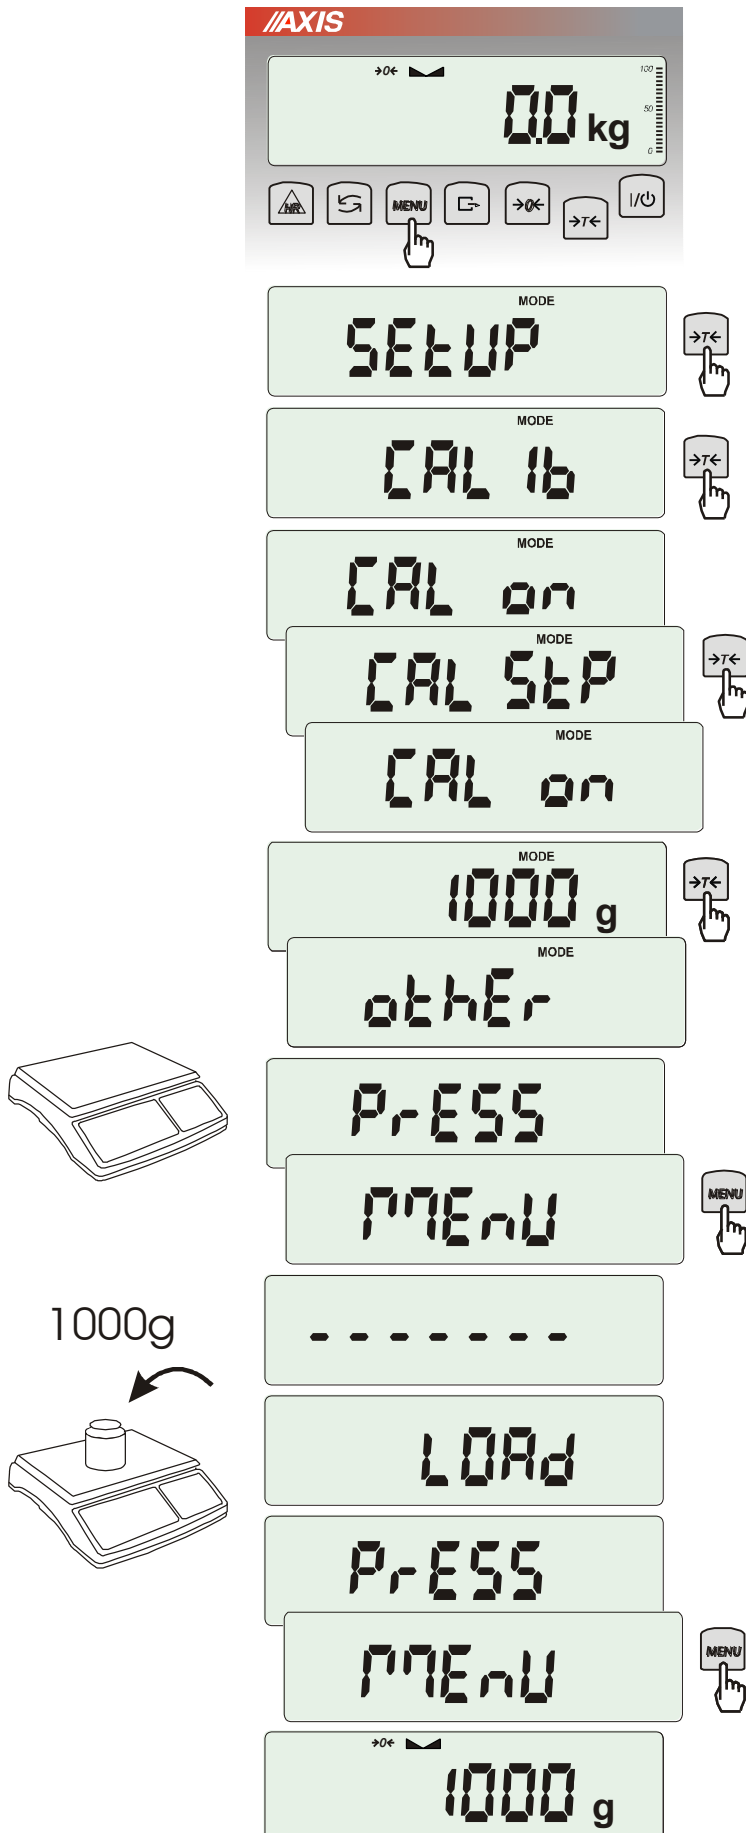 AXIS
→0← 100
0.0 kg 50
0
HR MENU →0← →T← I/⏻
MODE
SEtUP →T←
MODE
CAL Ib →T←
MODE
CAL on
MODE
CAL StP →T←
MODE
CAL on
MODE
1000 g →T←
MODE
othEr
PrESS
MEnU MENU
1000g
- - - - - - -
LOAd
PrESS
MEnU MENU
→0←
1000 g